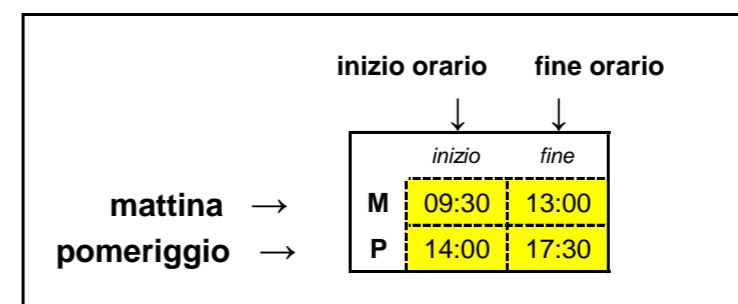 inizio orario fine orario
↓ ↓
inizio fine
mattina → M 09:30 13:00
pomeriggio → P 14:00 17:30